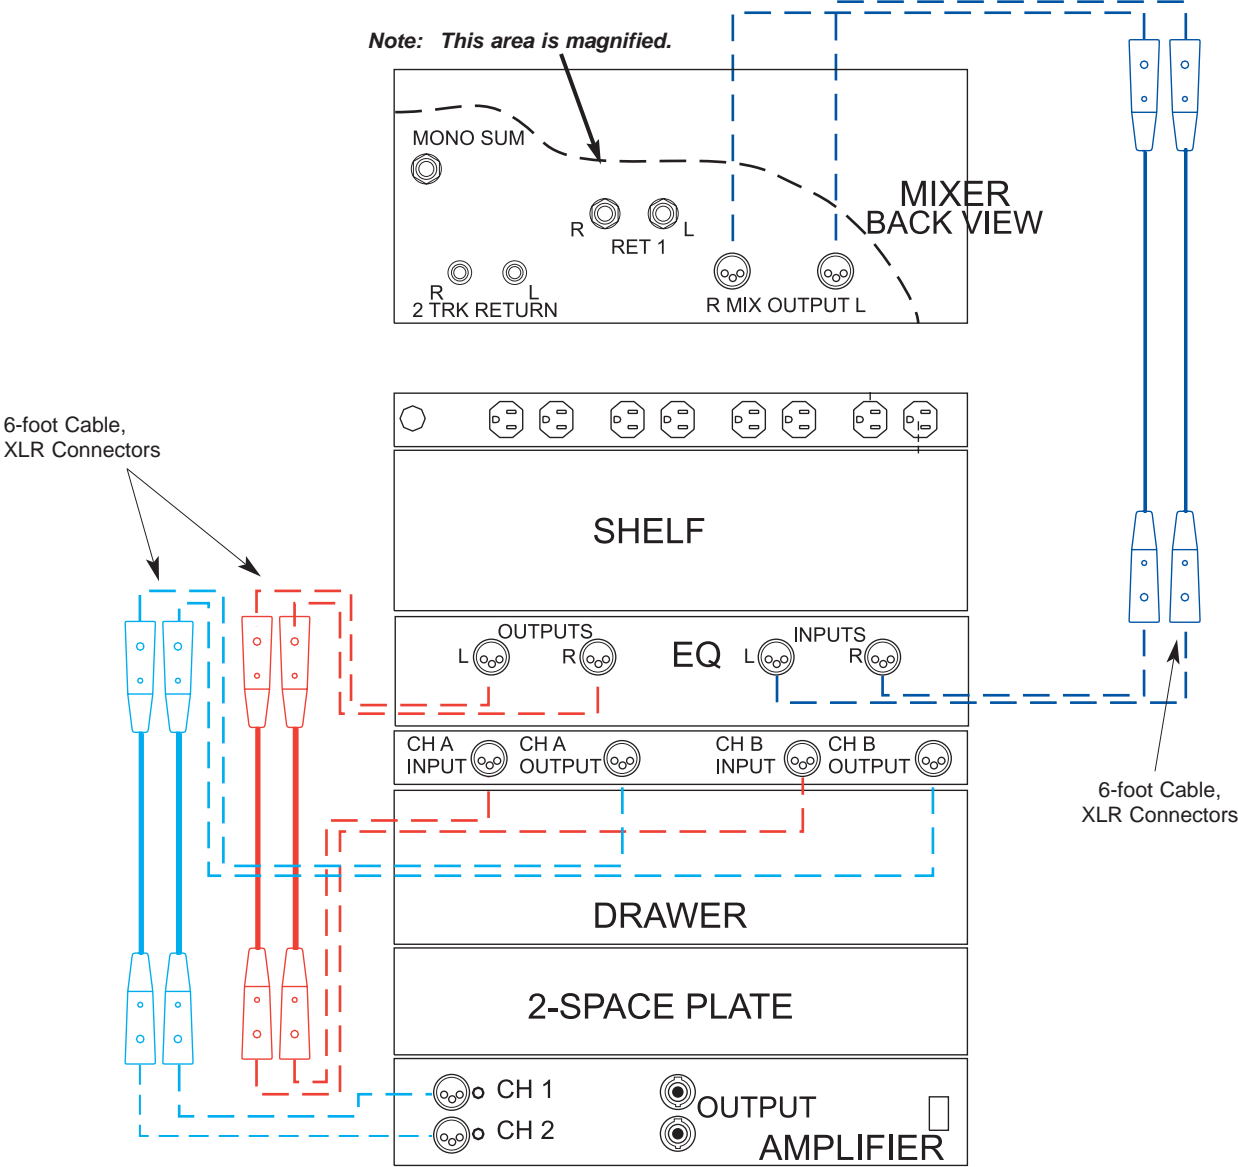 Note: This area is magnified.
MONO SUM
MIXER
BACK VIEW
R L
RET 1
R L
2 TRK RETURN
R MIX OUTPUT L
6-foot Cable,
XLR Connectors
SHELF
OUTPUTS
L R
EQ
INPUTS
L R
CH A
INPUT
CH A
OUTPUT
CH B
INPUT
CH B
OUTPUT
6-foot Cable,
XLR Connectors
DRAWER
2-SPACE PLATE
CH 1
CH 2
OUTPUT
AMPLIFIER